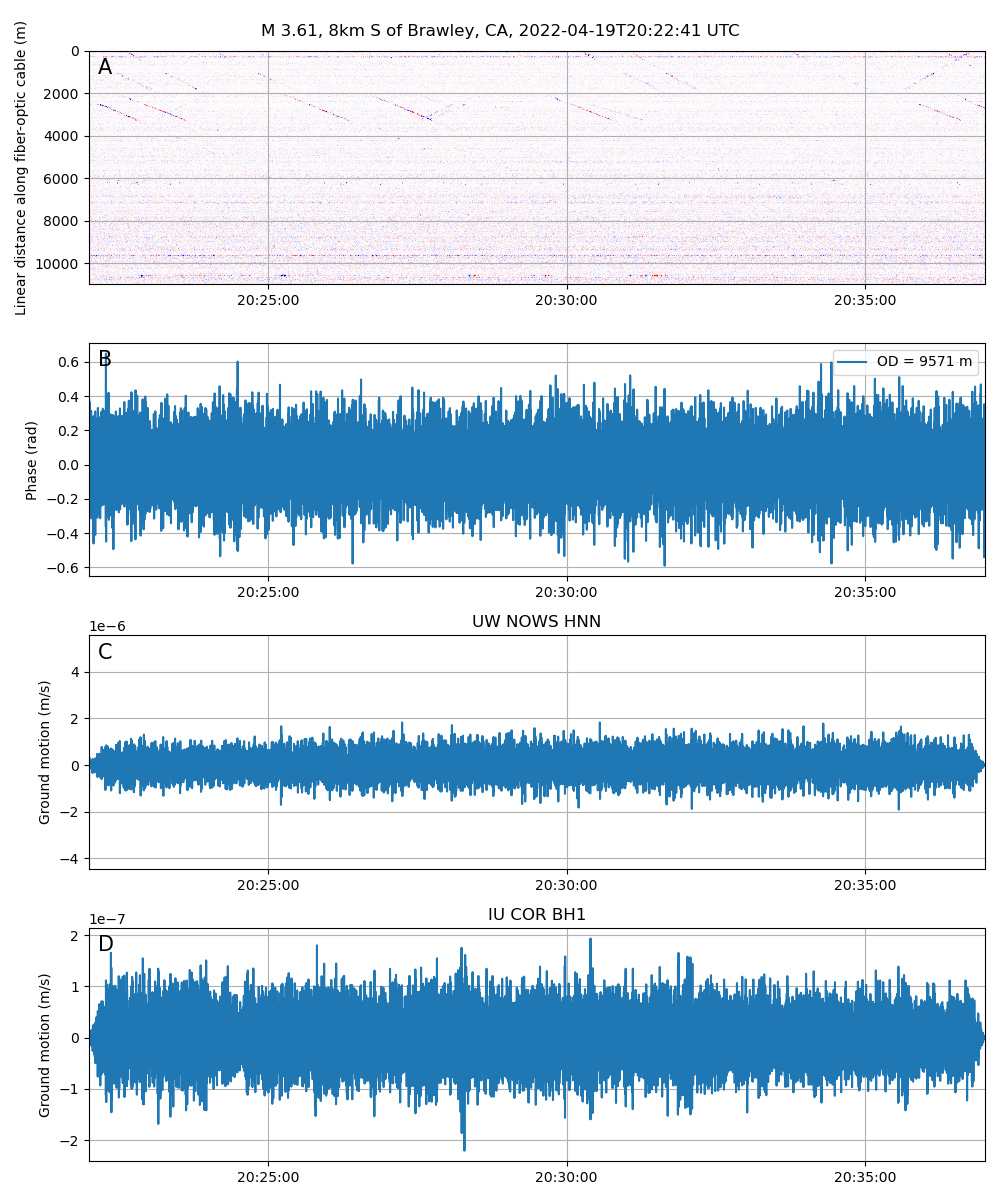 M 3.61, 8km S of Brawley, CA, 2022-04-19T20:22:41 UTC
A
Linear distance along fiber-optic cable (m)
0
2000
4000
6000
8000
10000
20:25:00 20:30:00 20:35:00
B
OD = 9571 m
Phase (rad)
0.6
0.4
0.2
0.0
−0.2
−0.4
−0.6
20:25:00 20:30:00 20:35:00
UW NOWS HNN
1e−6
C
Ground motion (m/s)
4
2
0
−2
−4
20:25:00 20:30:00 20:35:00
IU COR BH1
1e−7
D
Ground motion (m/s)
2
1
0
−1
−2
20:25:00 20:30:00 20:35:00